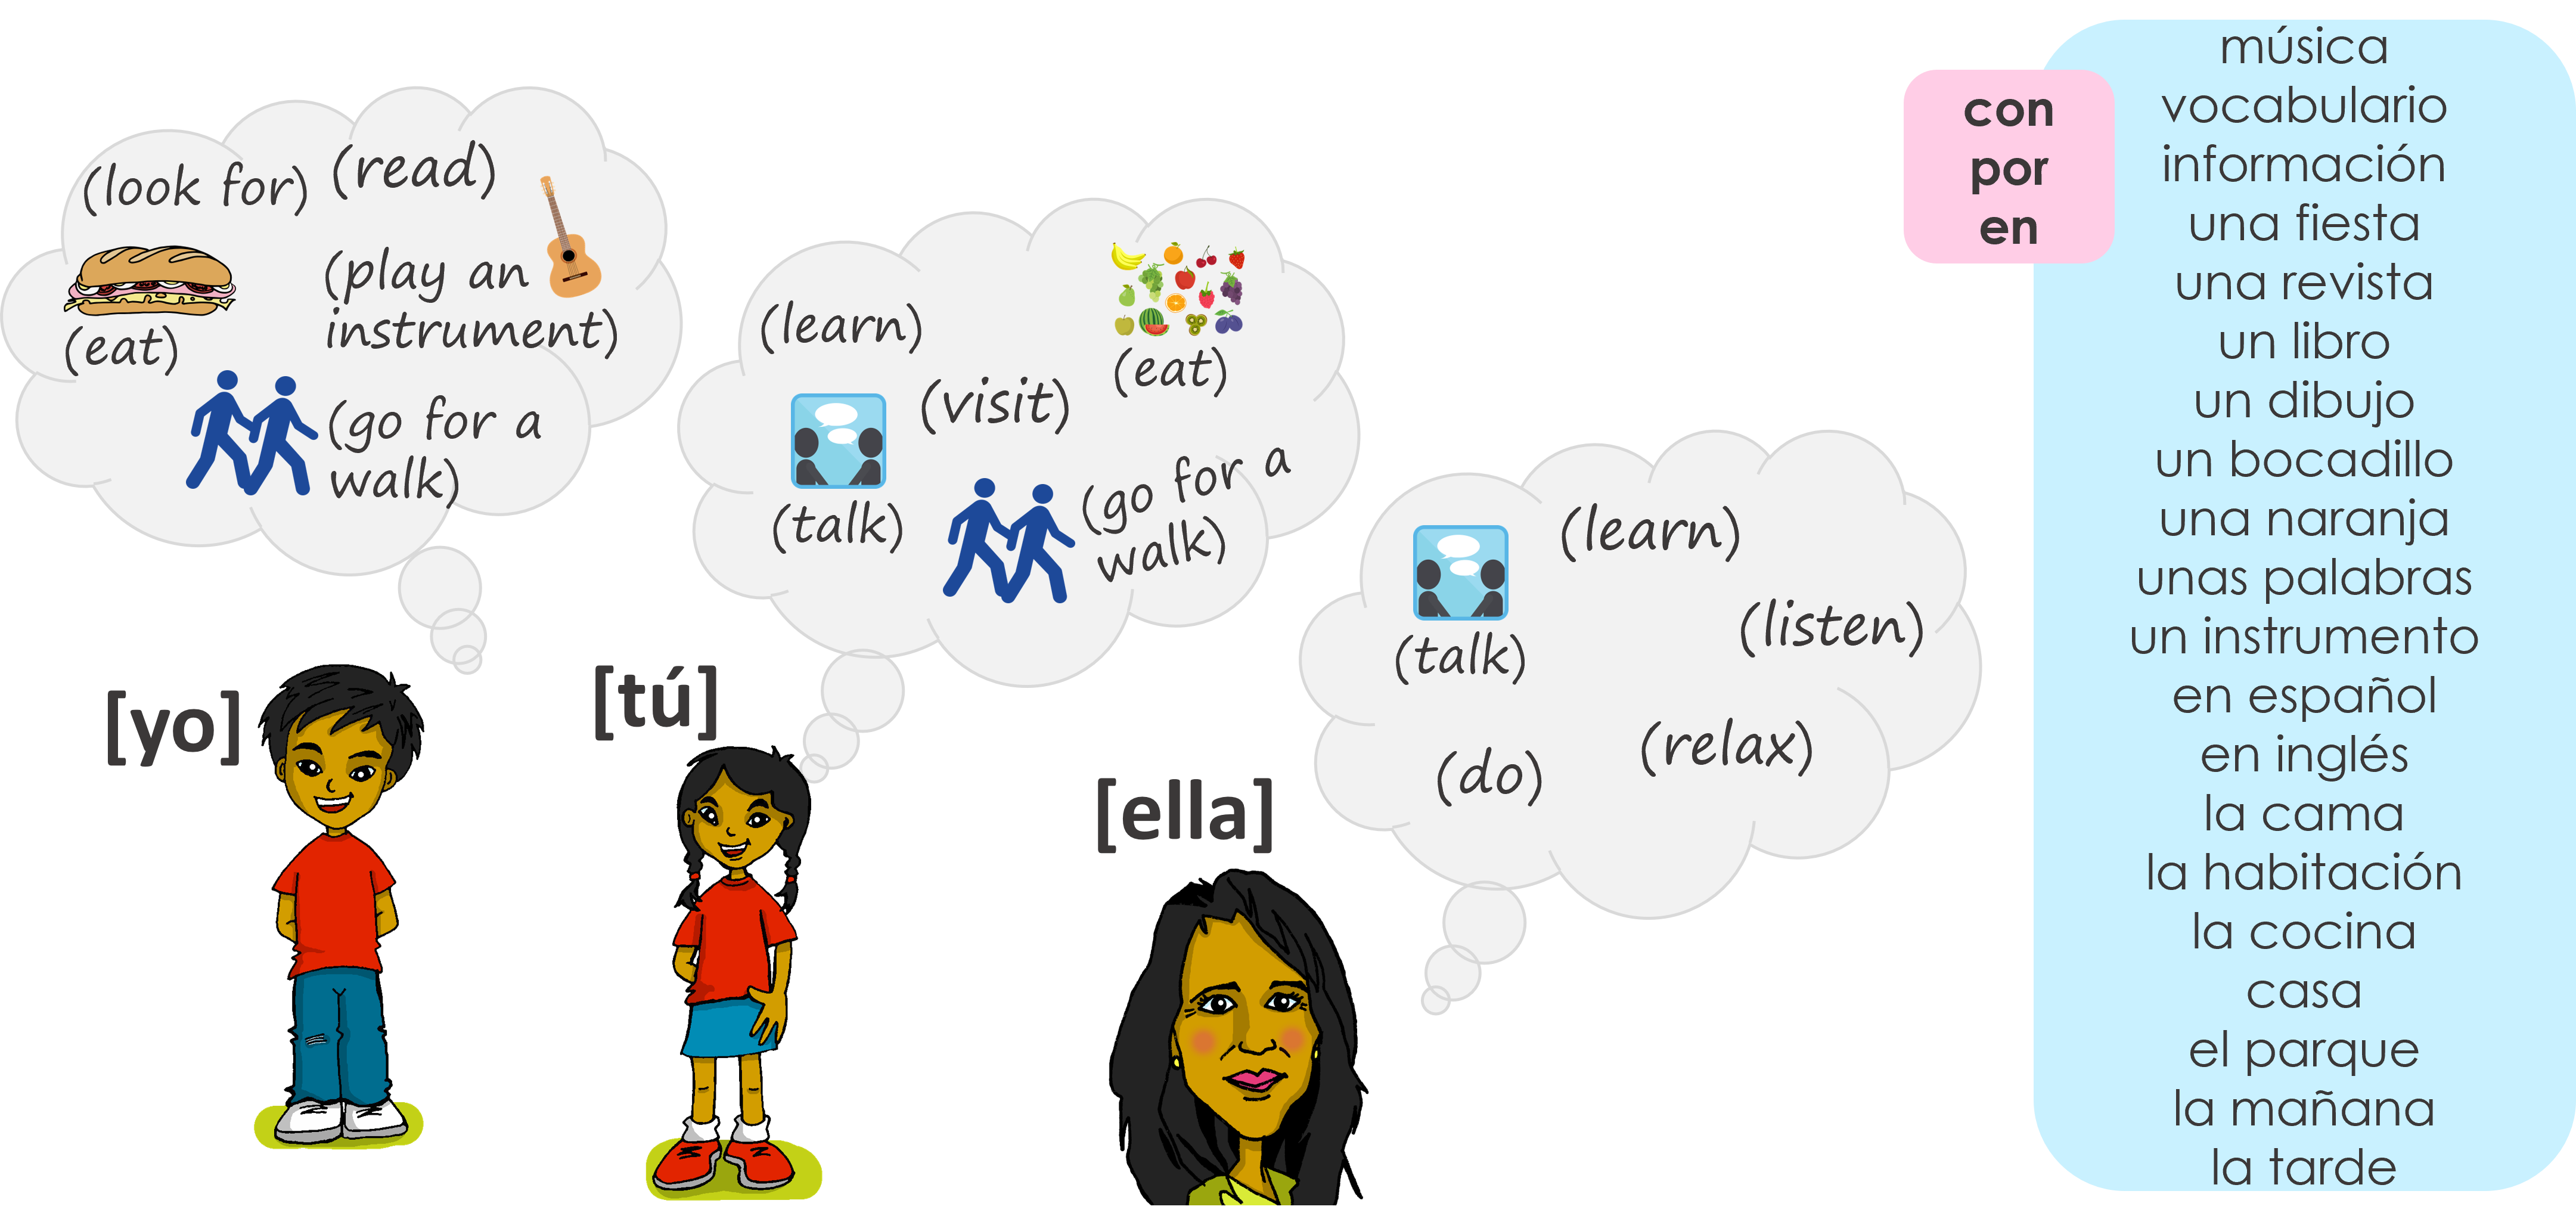 (look for)
(read)
(play an
instrument)
(eat)
(go for a
walk)
[yo]
(learn)
(eat)
(visit)
(talk)
(go for a
walk)
[tú]
(talk)
(learn)
(listen)
(do)
(relax)
[ella]
con
por
en
música
vocabulario
información
una fiesta
una revista
un libro
un dibujo
un bocadillo
una naranja
unas palabras
un instrumento
en español
en inglés
la cama
la habitación
la cocina
casa
el parque
la mañana
la tarde